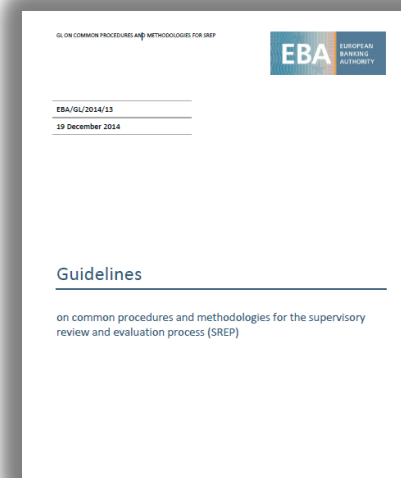 GL ON COMMON PROCEDURES AND METHODOLOGIES FOR SREP
EBA EUROPEAN
BANKING
AUTHORITY
EBA/GL/2014/13
19 December 2014
Guidelines
on common procedures and methodologies for the supervisory
review and evaluation process (SREP)